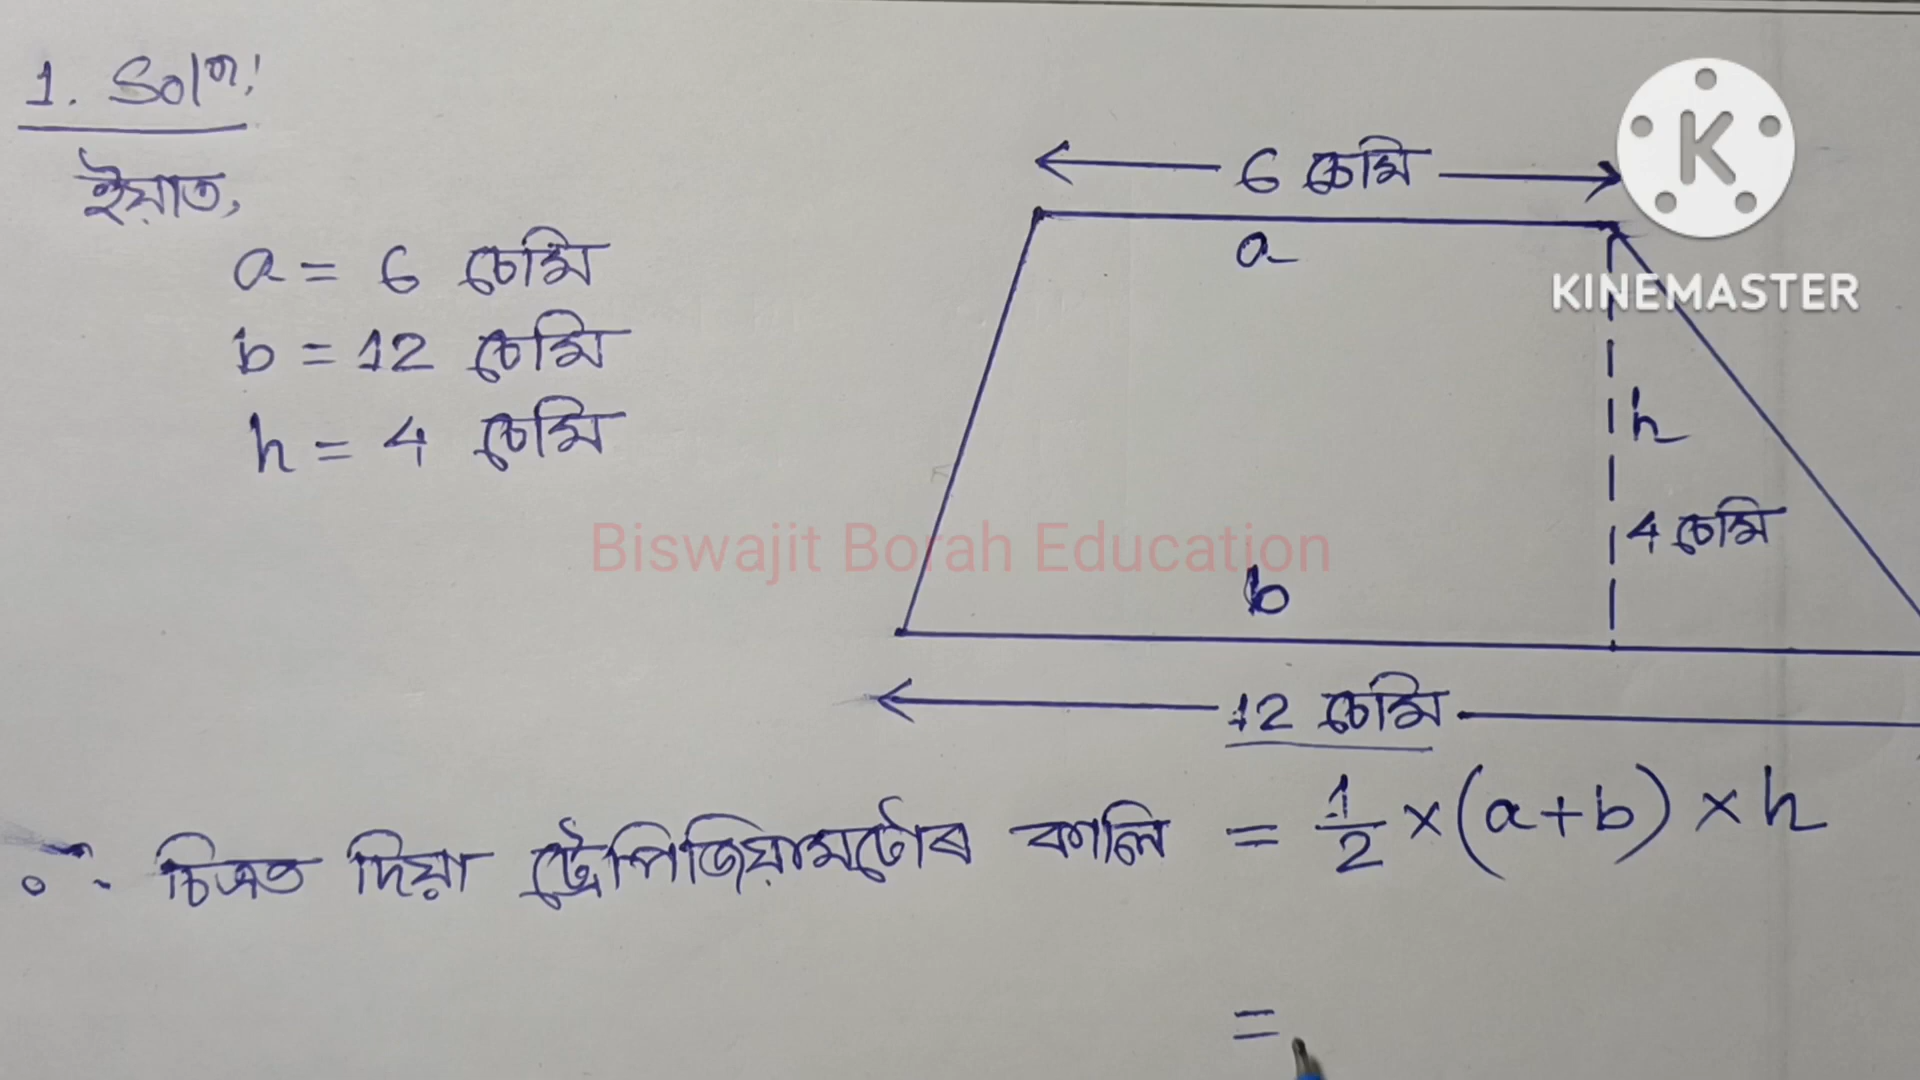 1. Solⁿ:
ইয়াত,
a = 6 চেমি
b = 12 চেমি
h = 4 চেমি
6 চেমি
a
K
KINEMASTER
h
4 চেমি
Biswajit Borah Education
b
12 চেমি
∴ চিত্ৰত দিয়া ট্ৰেপিজিয়ামটোৰ কালি = 1/2 × (a+b) × h
=